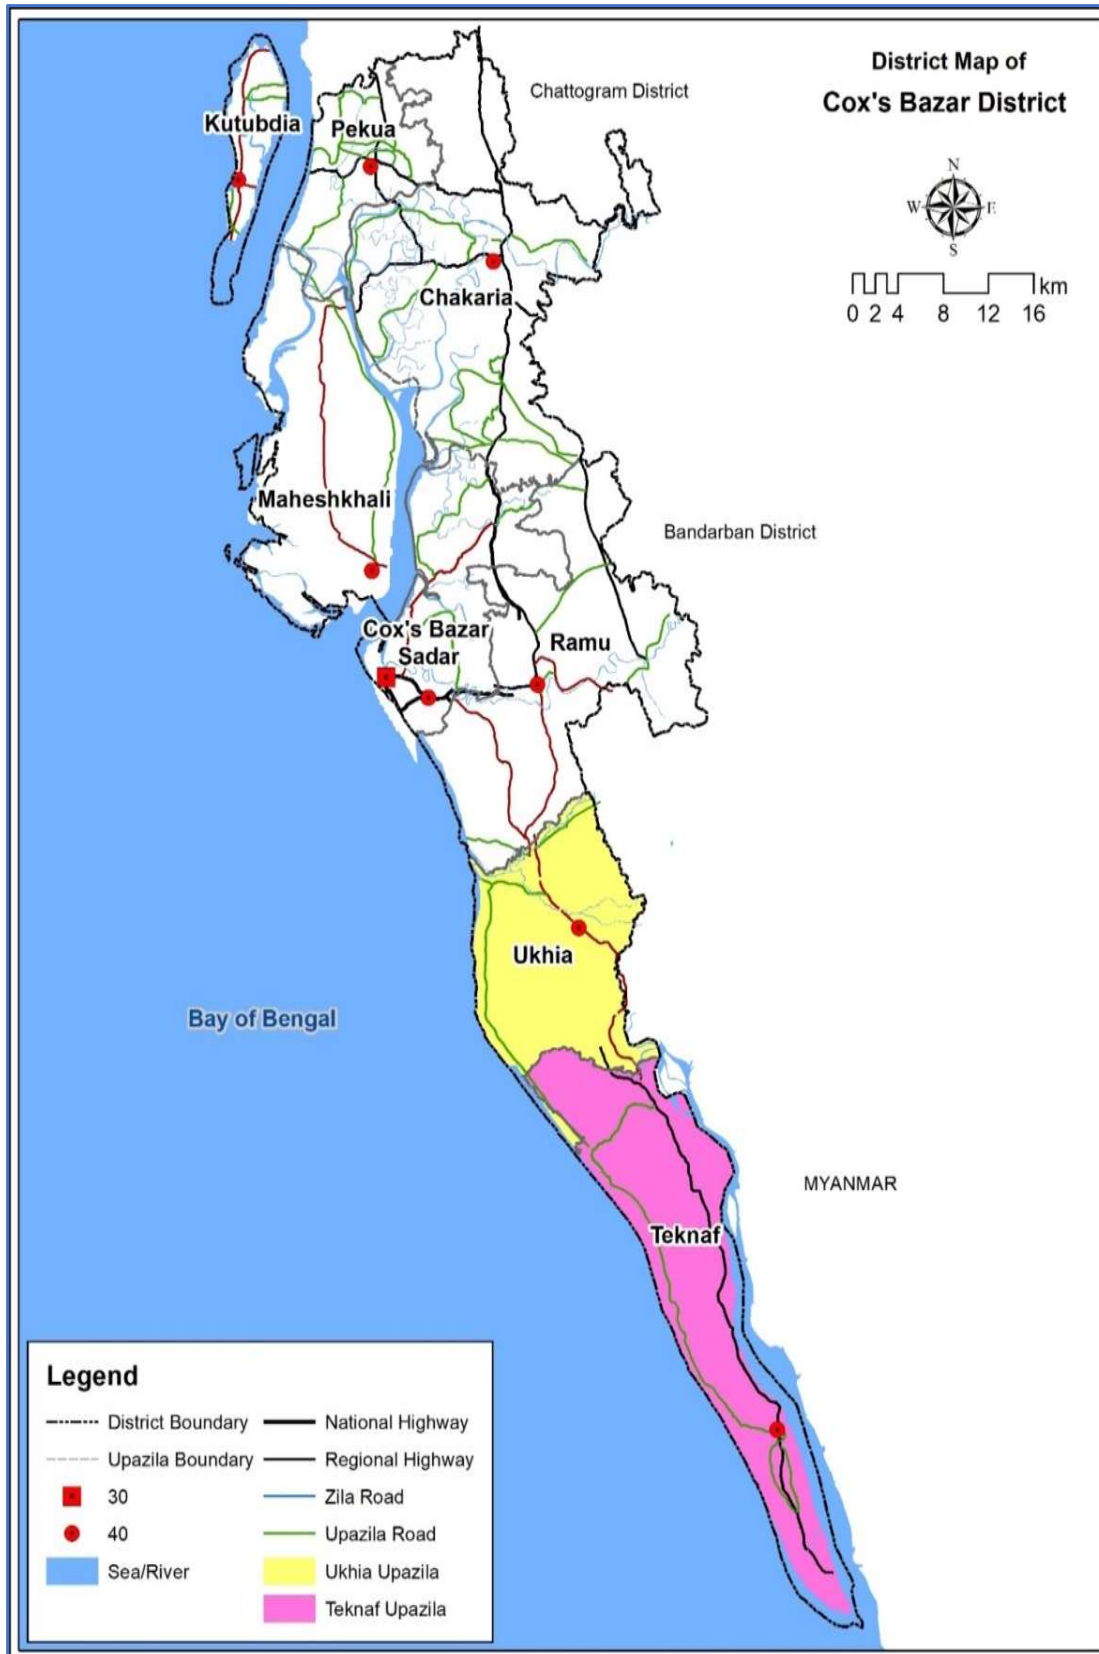 District Map of
Cox's Bazar District
Chattogram District
Kutubdia
Pekua
N
W E
S
km
0 2 4 8 12 16
Chakaria
Maheshkhali
Bandarban District
Cox's Bazar
Sadar
Ramu
Ukhia
Bay of Bengal
MYANMAR
Teknaf
Legend
District Boundary
Upazila Boundary
30
40
Sea/River
National Highway
Regional Highway
Zila Road
Upazila Road
Ukhia Upazila
Teknaf Upazila